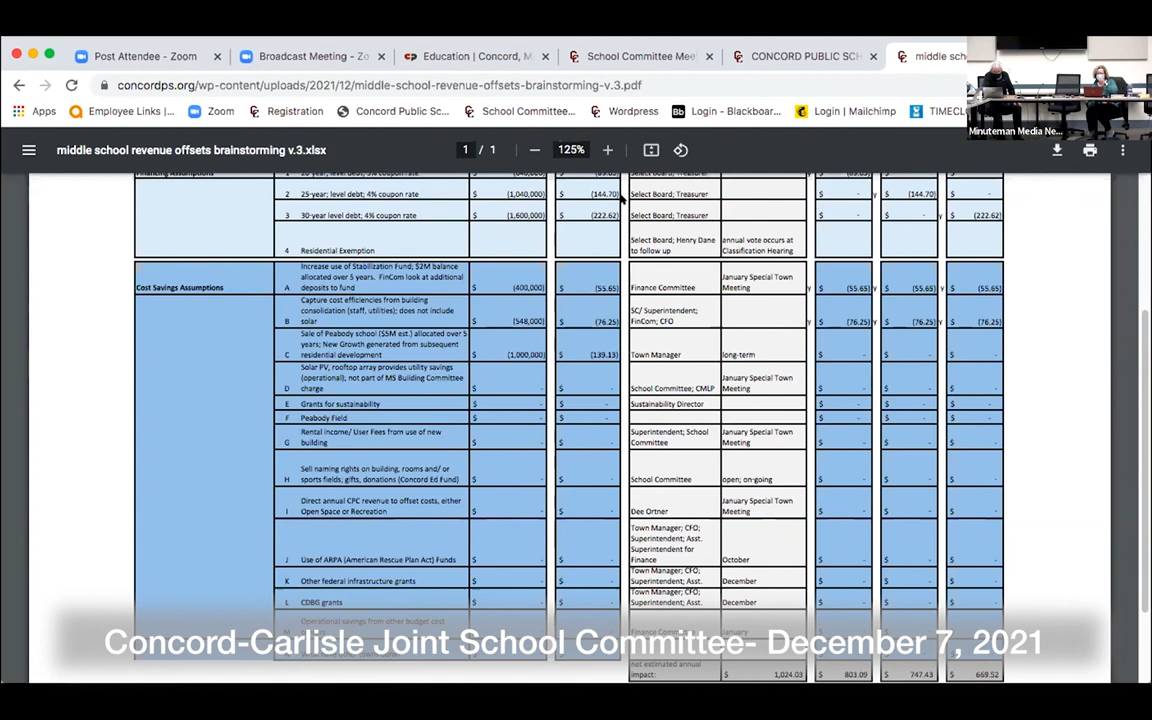 Post Attendee - Zoom
Broadcast Meeting - Zo
Education | Concord, M
School Committee Mee
CONCORD PUBLIC SCH
middle sch
concordps.org/wp-content/uploads/2021/12/middle-school-revenue-offsets-brainstorming-v.3.pdf
Apps
Employee Links |...
Zoom
Registration
Concord Public Sc...
School Committee...
Wordpress
Login - Blackboar...
Login | Mailchimp
TIMECL
Minuteman Media Ne...
middle school revenue offsets brainstorming v.3.xlsx
1 / 1
125%
2 25-year; level debt; 4% coupon rate $ (1,040,000) $ (144.70) Select Board; Treasurer $ - y $ (144.70) $ -
3 30-year level debt; 4% coupon rate $ (1,600,000) $ (222.62) Select Board; Treasurer $ - $ - y $ (222.62)
Select Board; Henry Dane annual vote occurs at
4 Residential Exemption to follow up Classification Hearing
Increase use of Stabilization Fund; $2M balance
allocated over 5 years. FinCom look at additional January Special Town
Cost Savings Assumptions A deposits to fund $ (400,000) $ (55.65) Finance Committee Meeting y $ (55.65) y $ (55.65) y $ (55.65)
Capture cost efficiencies from building
consolidation (staff, utilities); does not include SC/ Superintendent;
B solar $ (548,000) $ (76.25) FinCom; CFO y $ (76.25) y $ (76.25) y $ (76.25)
Sale of Peabody school ($5M est.) allocated over 5
years; New Growth generated from subsequent
C residential development $ (1,000,000) $ (139.13) Town Manager long-term $ - $ - $ -
Solar PV, rooftop array provides utility savings
(operational); not part of MS Building Committee January Special Town
D charge $ - $ - School Committee; CMLP Meeting $ - $ - $ -
E Grants for sustainability $ - $ - Sustainability Director $ - $ - $ -
F Peabody Field $ - $ - $ - $ - $ -
Rental income/ User Fees from use of new Superintendent; School January Special Town
G building $ - $ - Committee Meeting $ - $ - $ -
Sell naming rights on building, rooms and/ or
H sports fields; gifts, donations (Concord Ed Fund) $ - $ - School Committee open; on-going $ - $ - $ -
Direct annual CPC revenue to offset costs, either January Special Town
I Open Space or Recreation $ - $ - Dee Ortner Meeting $ - $ - $ -
Town Manager; CFO;
Superintendent; Asst.
Superintendent for
J Use of ARPA (American Rescue Plan Act) Funds $ - $ - Finance October $ - $ - $ -
Town Manager; CFO;
K Other federal infrastructure grants $ - $ - Superintendent; Asst. December $ - $ - $ -
Town Manager; CFO;
L CDBG grants $ - $ - Superintendent; Asst. December $ - $ - $ -
Operational savings from other budget cost
Concord-Carlisle Joint School Committee- December 7, 2021
net estimated annual
impact: $ 1,024.03 $ 803.09 $ 747.43 $ 669.52